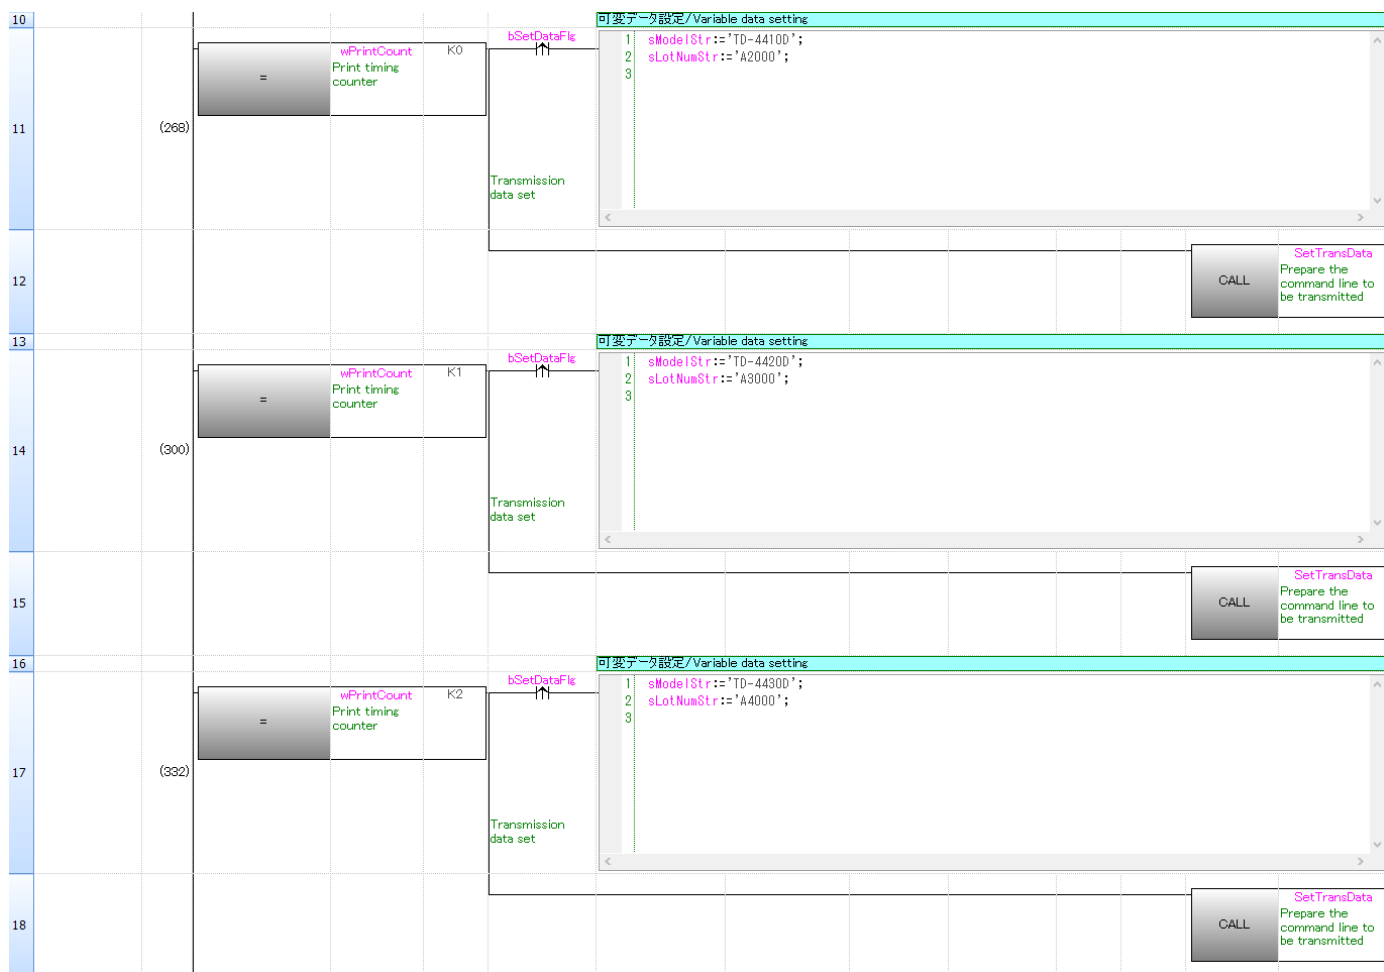 10
可変データ設定/Variable data setting
11
(268)
=
wPrintCount
K0
Print timing
counter
bSetDataFlg
Transmission
data set
1 sModelStr:='TD-4410D';
2 sLotNumStr:='A2000';
3
12
CALL
SetTransData
Prepare the
command line to
be transmitted
13
可変データ設定/Variable data setting
14
(300)
=
wPrintCount
K1
Print timing
counter
bSetDataFlg
Transmission
data set
1 sModelStr:='TD-4420D';
2 sLotNumStr:='A3000';
3
15
CALL
SetTransData
Prepare the
command line to
be transmitted
16
可変データ設定/Variable data setting
17
(332)
=
wPrintCount
K2
Print timing
counter
bSetDataFlg
Transmission
data set
1 sModelStr:='TD-4430D';
2 sLotNumStr:='A4000';
3
18
CALL
SetTransData
Prepare the
command line to
be transmitted